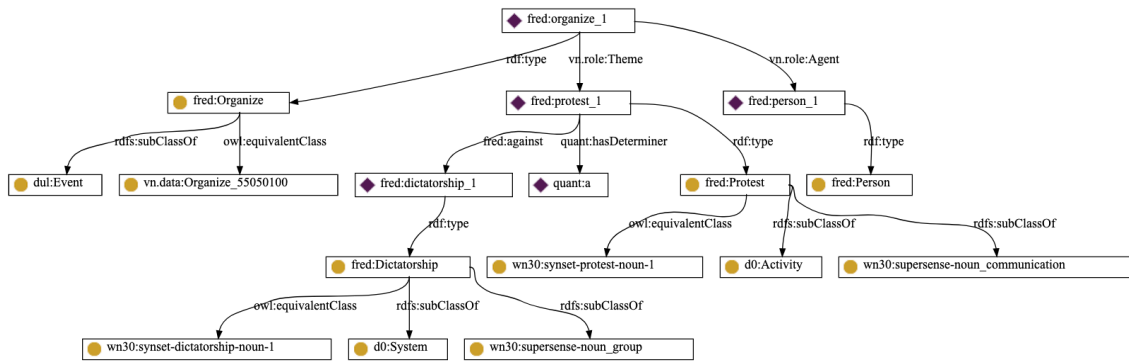 fred:organize_1
rdf:type
vn.role:Theme
vn.role:Agent
fred:Organize
fred:protest_1
fred:person_1
rdfs:subClassOf
owl:equivalentClass
fred:against
quant:hasDeterminer
rdf:type
rdf:type
dul:Event
vn.data:Organize_55050100
fred:dictatorship_1
quant:a
fred:Protest
fred:Person
rdf:type
owl:equivalentClass
rdfs:subClassOf
rdfs:subClassOf
fred:Dictatorship
wn30:synset-protest-noun-1
d0:Activity
wn30:supersense-noun_communication
owl:equivalentClass
rdfs:subClassOf
rdfs:subClassOf
wn30:synset-dictatorship-noun-1
d0:System
wn30:supersense-noun_group